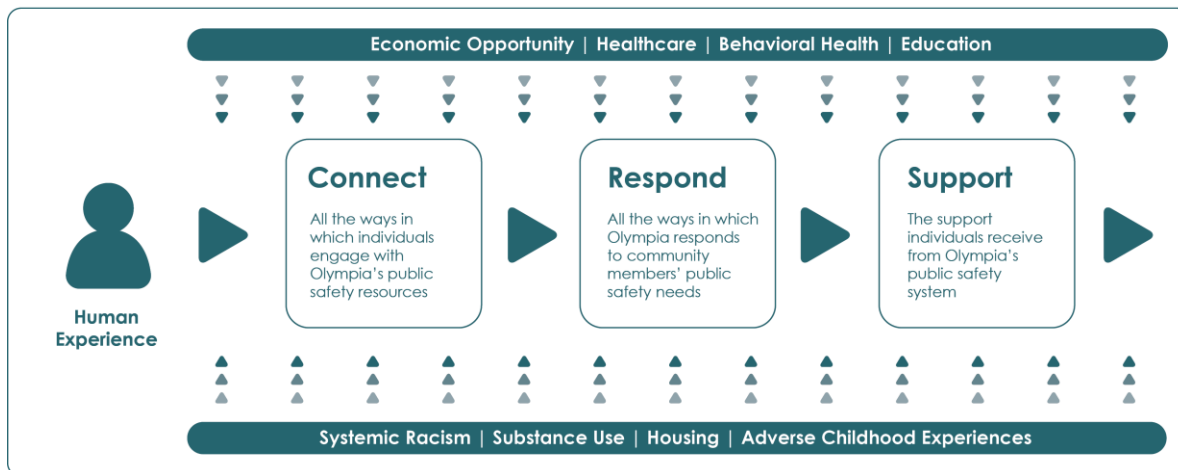 Economic Opportunity | Healthcare | Behavioral Health | Education
Human
Experience
Connect
All the ways in
which individuals
engage with
Olympia's public
safety resources
Respond
All the ways in which
Olympia responds
to community
members' public
safety needs
Support
The support
individuals receive
from Olympia's
public safety
system
Systemic Racism | Substance Use | Housing | Adverse Childhood Experiences